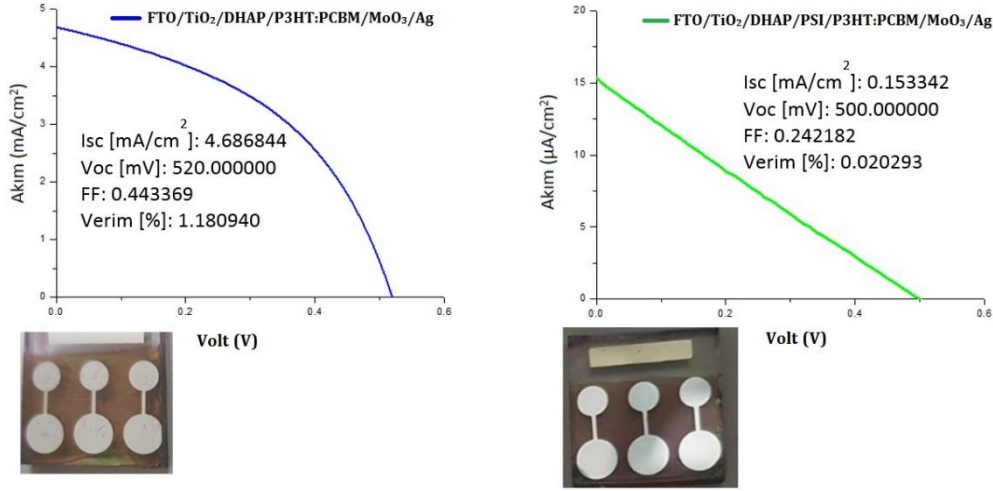 FTO/TiO₂/DHAP/P3HT:PCBM/MoO₃/Ag
5
4
3
2
1
0
Akım (mA/cm²)
Isc [mA/cm²]: 4.686844
Voc [mV]: 520.000000
FF: 0.443369
Verim [%]: 1.180940
0.0 0.2 0.4 0.6
Volt (V)
FTO/TiO₂/DHAP/PSI/P3HT:PCBM/MoO₃/Ag
20
15
10
5
0
Akım (µA/cm²)
Isc [mA/cm²]: 0.153342
Voc [mV]: 500.000000
FF: 0.242182
Verim [%]: 0.020293
0.0 0.2 0.4 0.6
Volt (V)